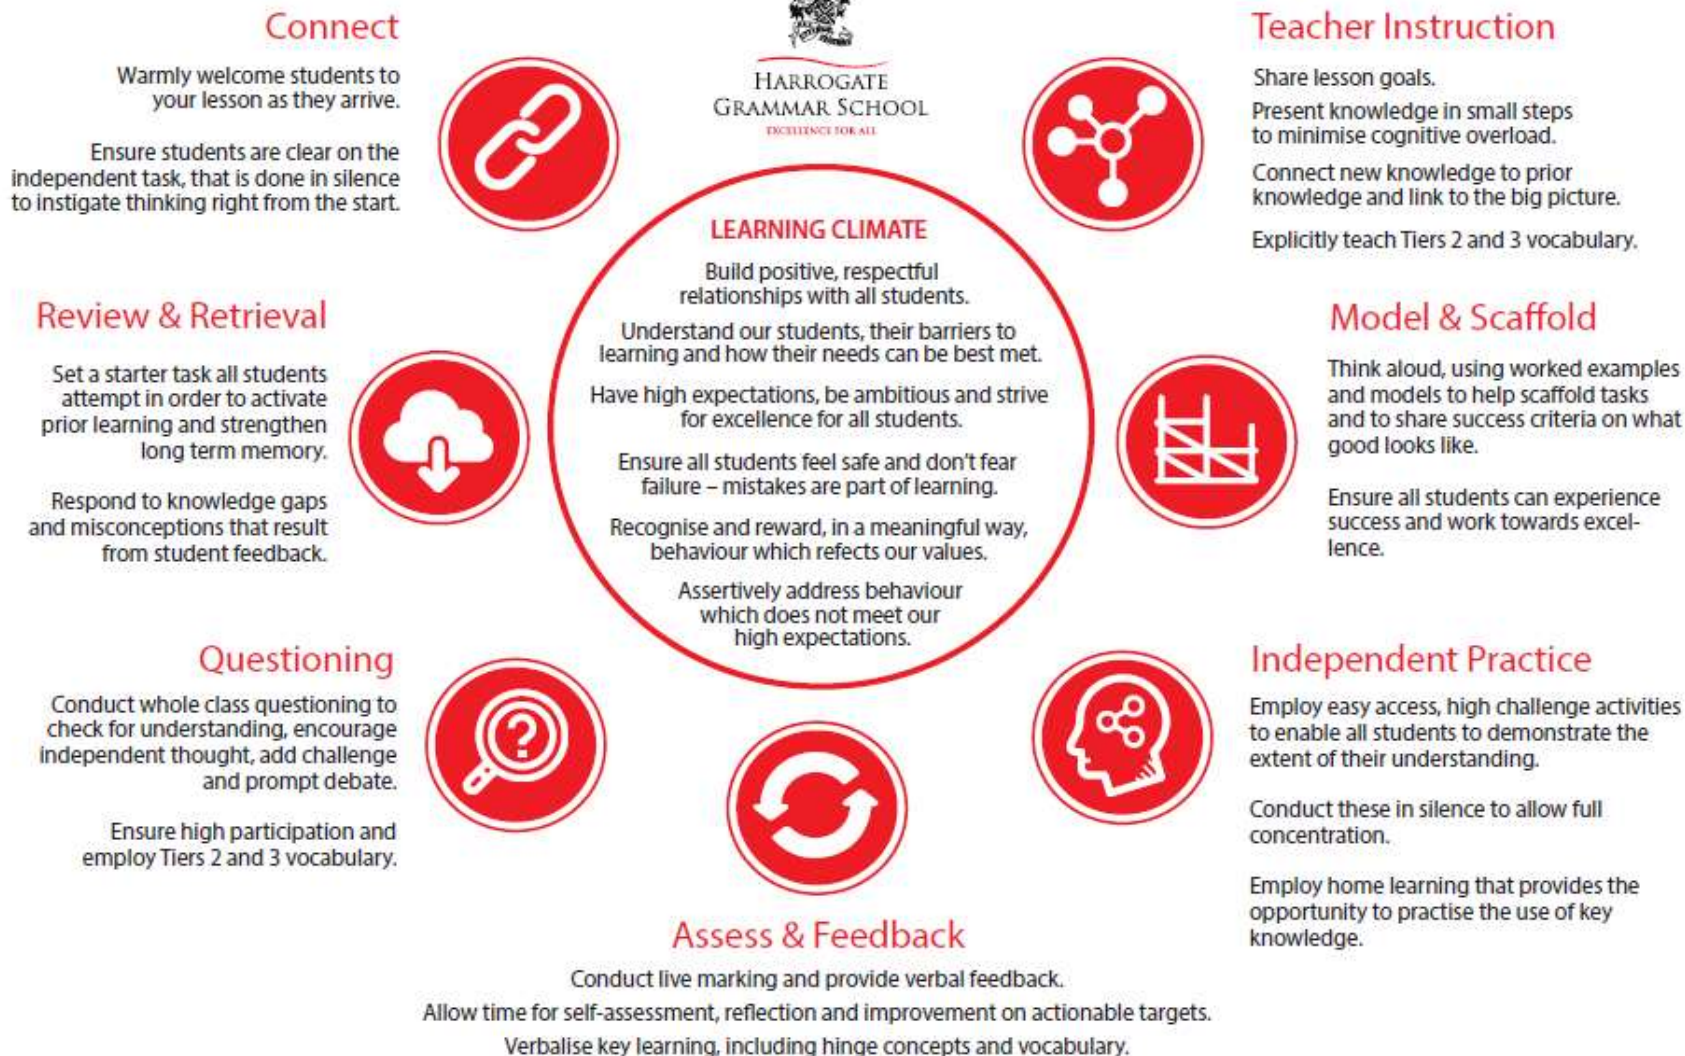 Connect
Warmly welcome students to
your lesson as they arrive.
Ensure students are clear on the
independent task, that is done in silence
to instigate thinking right from the start.
Review & Retrieval
Set a starter task all students
attempt in order to activate
prior learning and strengthen
long term memory.
Respond to knowledge gaps
and misconceptions that result
from student feedback.
Questioning
Conduct whole class questioning to
check for understanding, encourage
independent thought, add challenge
and prompt debate.
Ensure high participation and
employ Tiers 2 and 3 vocabulary.
HARROGATE
GRAMMAR SCHOOL
EXCELLENCE FOR ALL
LEARNING CLIMATE
Build positive, respectful
relationships with all students.
Understand our students, their barriers to
learning and how their needs can be best met.
Have high expectations, be ambitious and strive
for excellence for all students.
Ensure all students feel safe and don't fear
failure – mistakes are part of learning.
Recognise and reward, in a meaningful way,
behaviour which refects our values.
Assertively address behaviour
which does not meet our
high expectations.
?
Assess & Feedback
Conduct live marking and provide verbal feedback.
Allow time for self-assessment, reflection and improvement on actionable targets.
Verbalise key learning, including hinge concepts and vocabulary.
Teacher Instruction
Share lesson goals.
Present knowledge in small steps
to minimise cognitive overload.
Connect new knowledge to prior
knowledge and link to the big picture.
Explicitly teach Tiers 2 and 3 vocabulary.
Model & Scaffold
Think aloud, using worked examples
and models to help scaffold tasks
and to share success criteria on what
good looks like.
Ensure all students can experience
success and work towards excel-
lence.
Independent Practice
Employ easy access, high challenge activities
to enable all students to demonstrate the
extent of their understanding.
Conduct these in silence to allow full
concentration.
Employ home learning that provides the
opportunity to practise the use of key
knowledge.